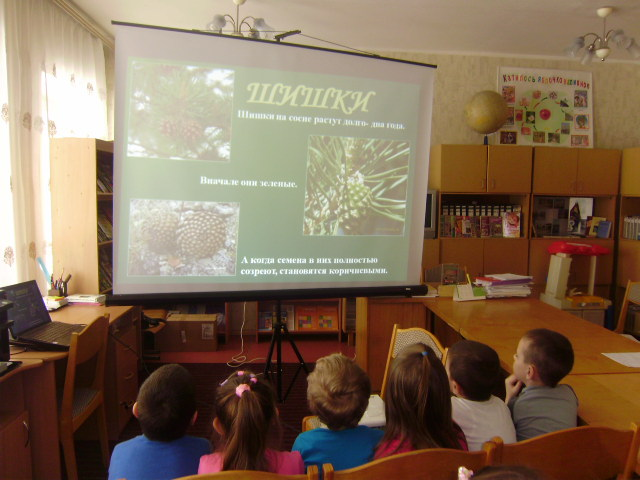 ШИШКИ
Шишки на сосне растут долго- два года.
Вначале они зеленые.
А когда семена в них полностью
созреют, становятся коричневыми.